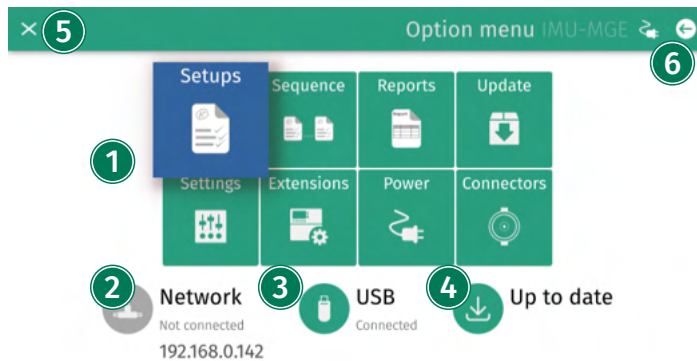 5
Option menu IMU-MGE
6
Setups
Sequence
Reports
Update
1
Settings
Extensions
Power
Connectors
2
Network
Not connected
192.168.0.142
3
USB
Connected
4
Up to date